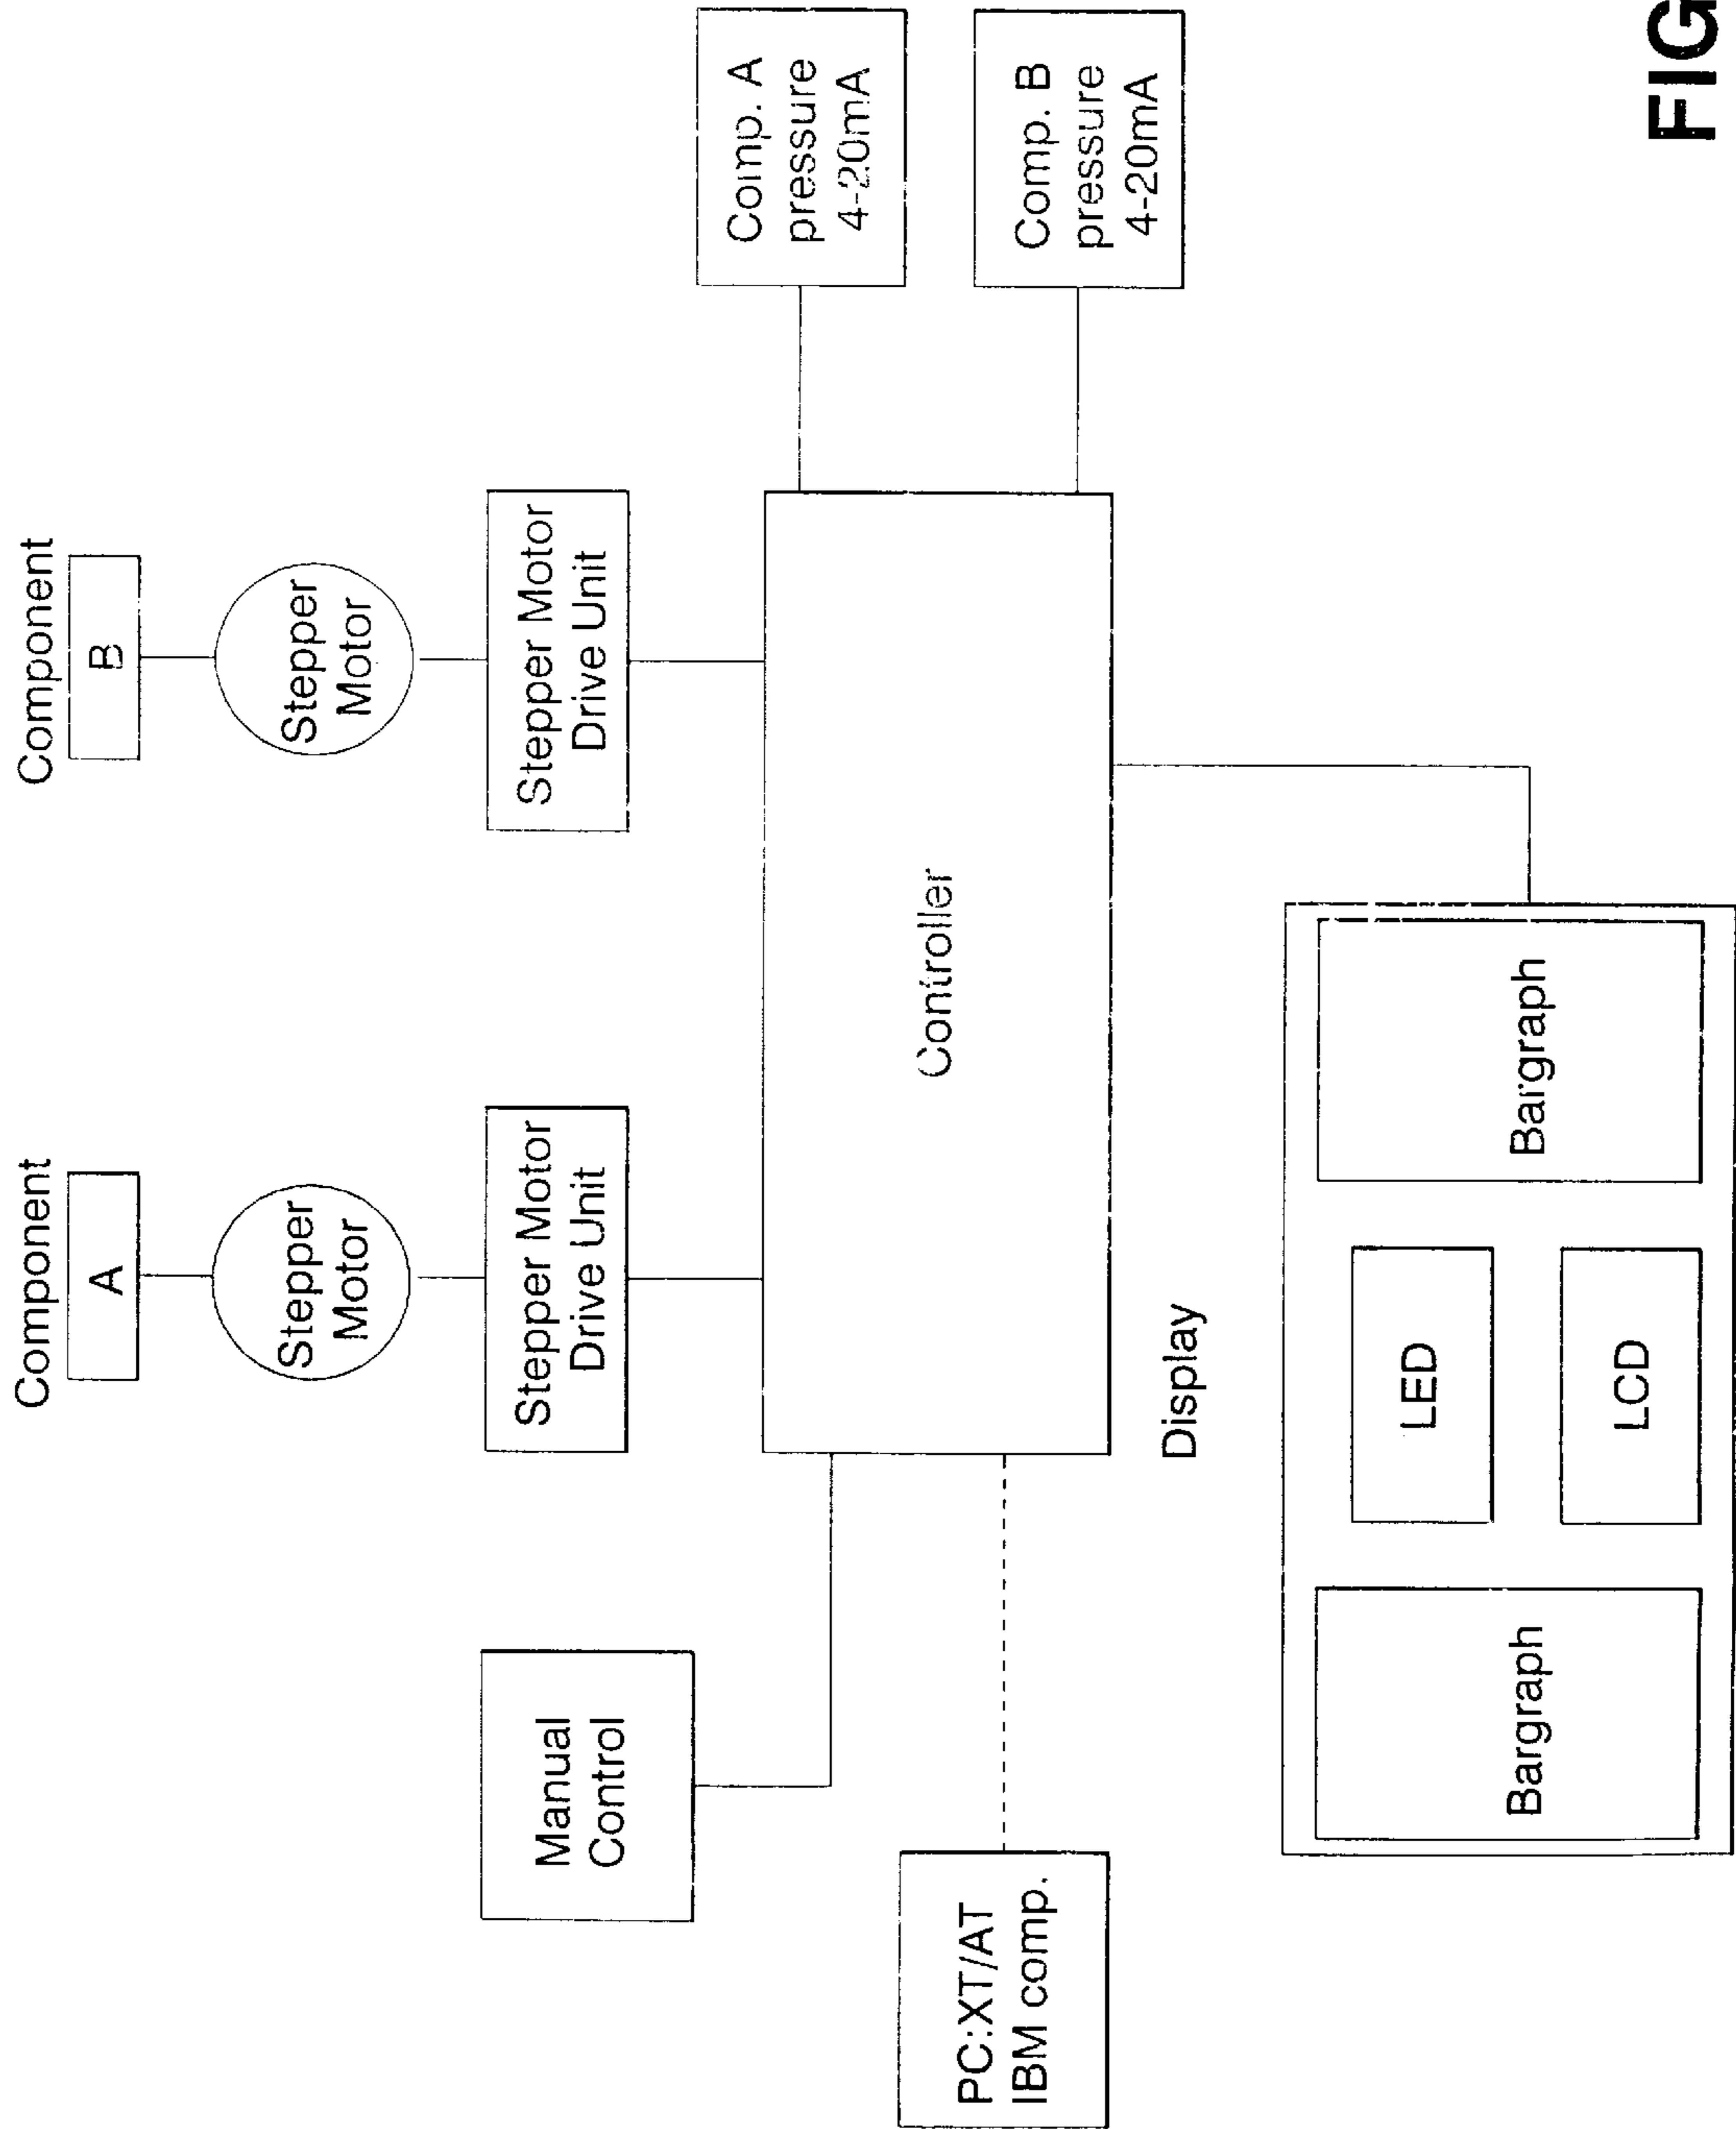 Component
A
Component
B
Stepper
Motor
Stepper
Motor
Stepper Motor
Drive Unit
Stepper Motor
Drive Unit
Manual
Control
Comp. A
pressure
4-20mA
PC:XT/AT
IBM comp.
Controller
Comp. B
pressure
4-20mA
Display
Bargraph
LED
LCD
Bargraph
FIG